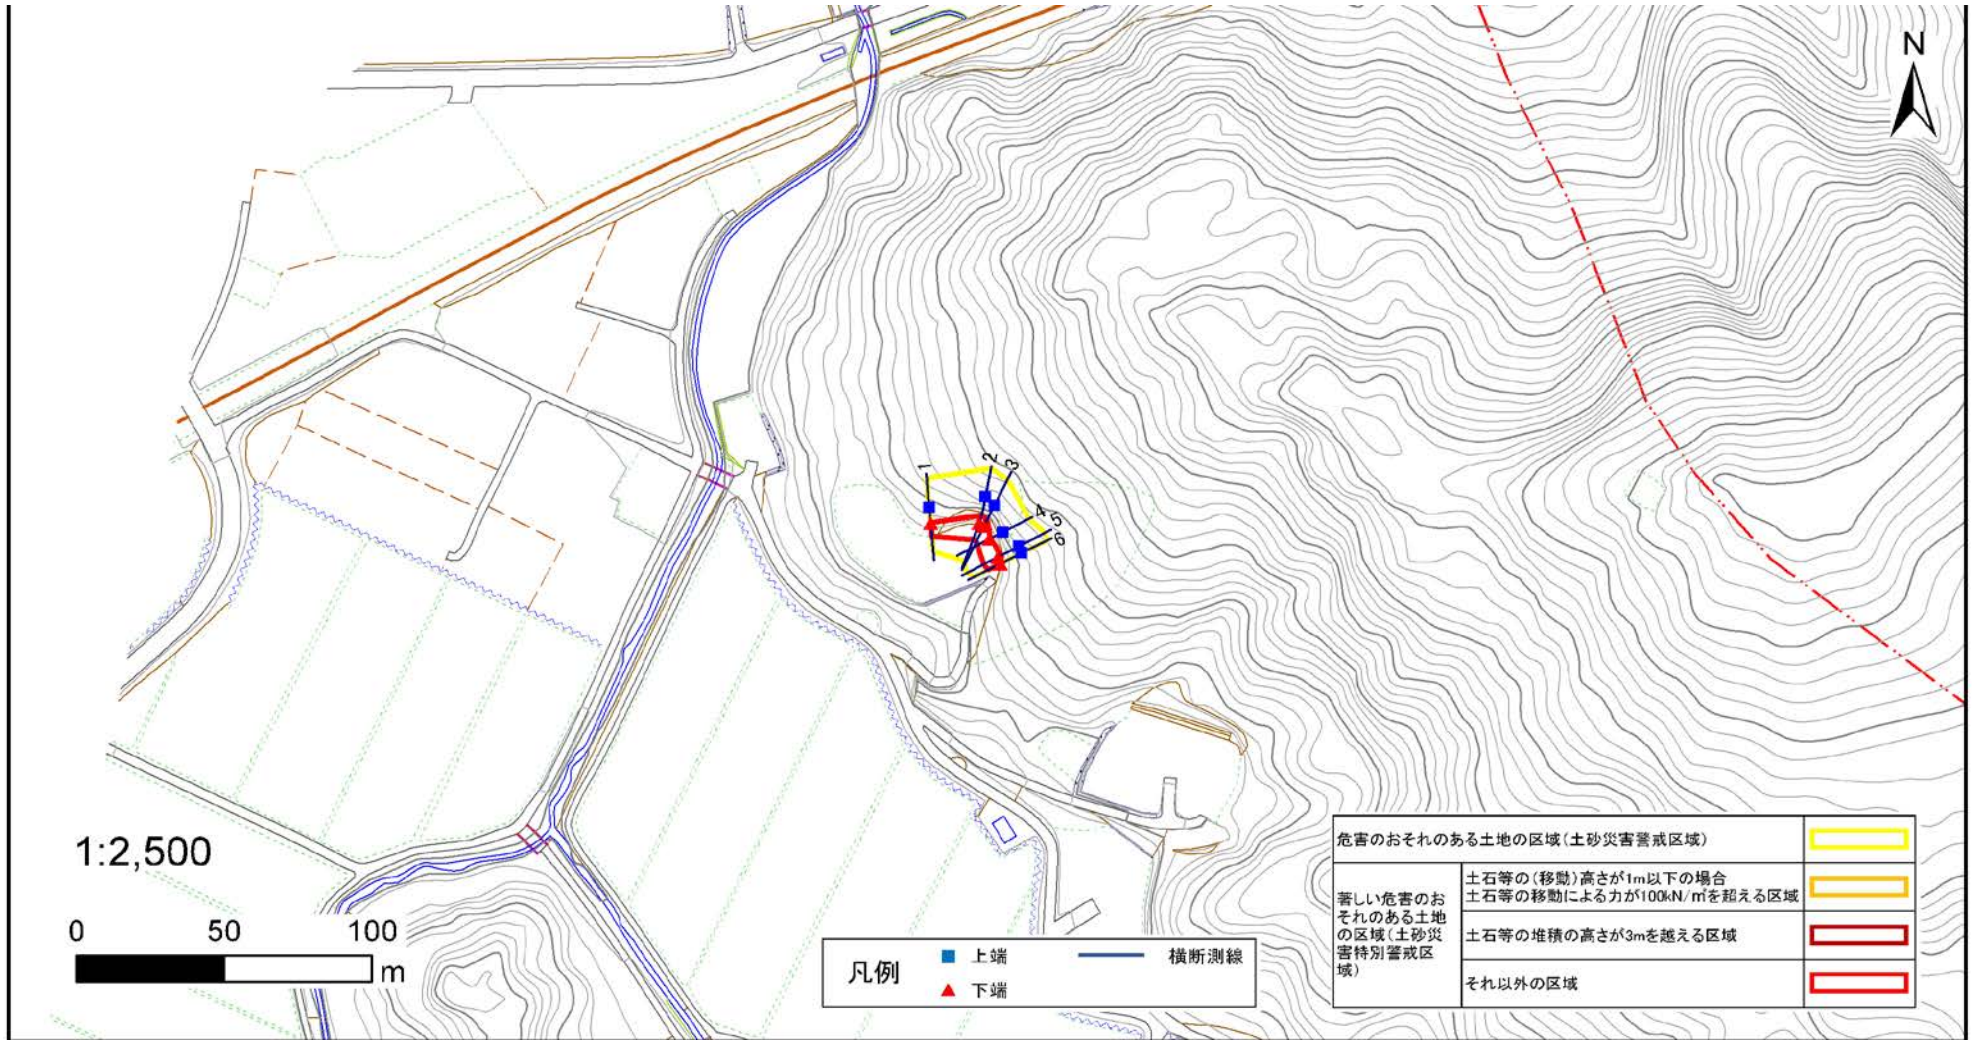 N
1
2
3
4
5
6
1:2,500
0 50 100
m
凡例
上端
横断測線
下端
危害のおそれのある土地の区域(土砂災害警戒区域)
著しい危害のお
それのある土地
の区域(土砂災
害特別警戒区
域)
土石等の(移動)高さが1m以下の場合
土石等の移動による力が100kN/㎡を超える区域
土石等の堆積の高さが3mを越える区域
それ以外の区域